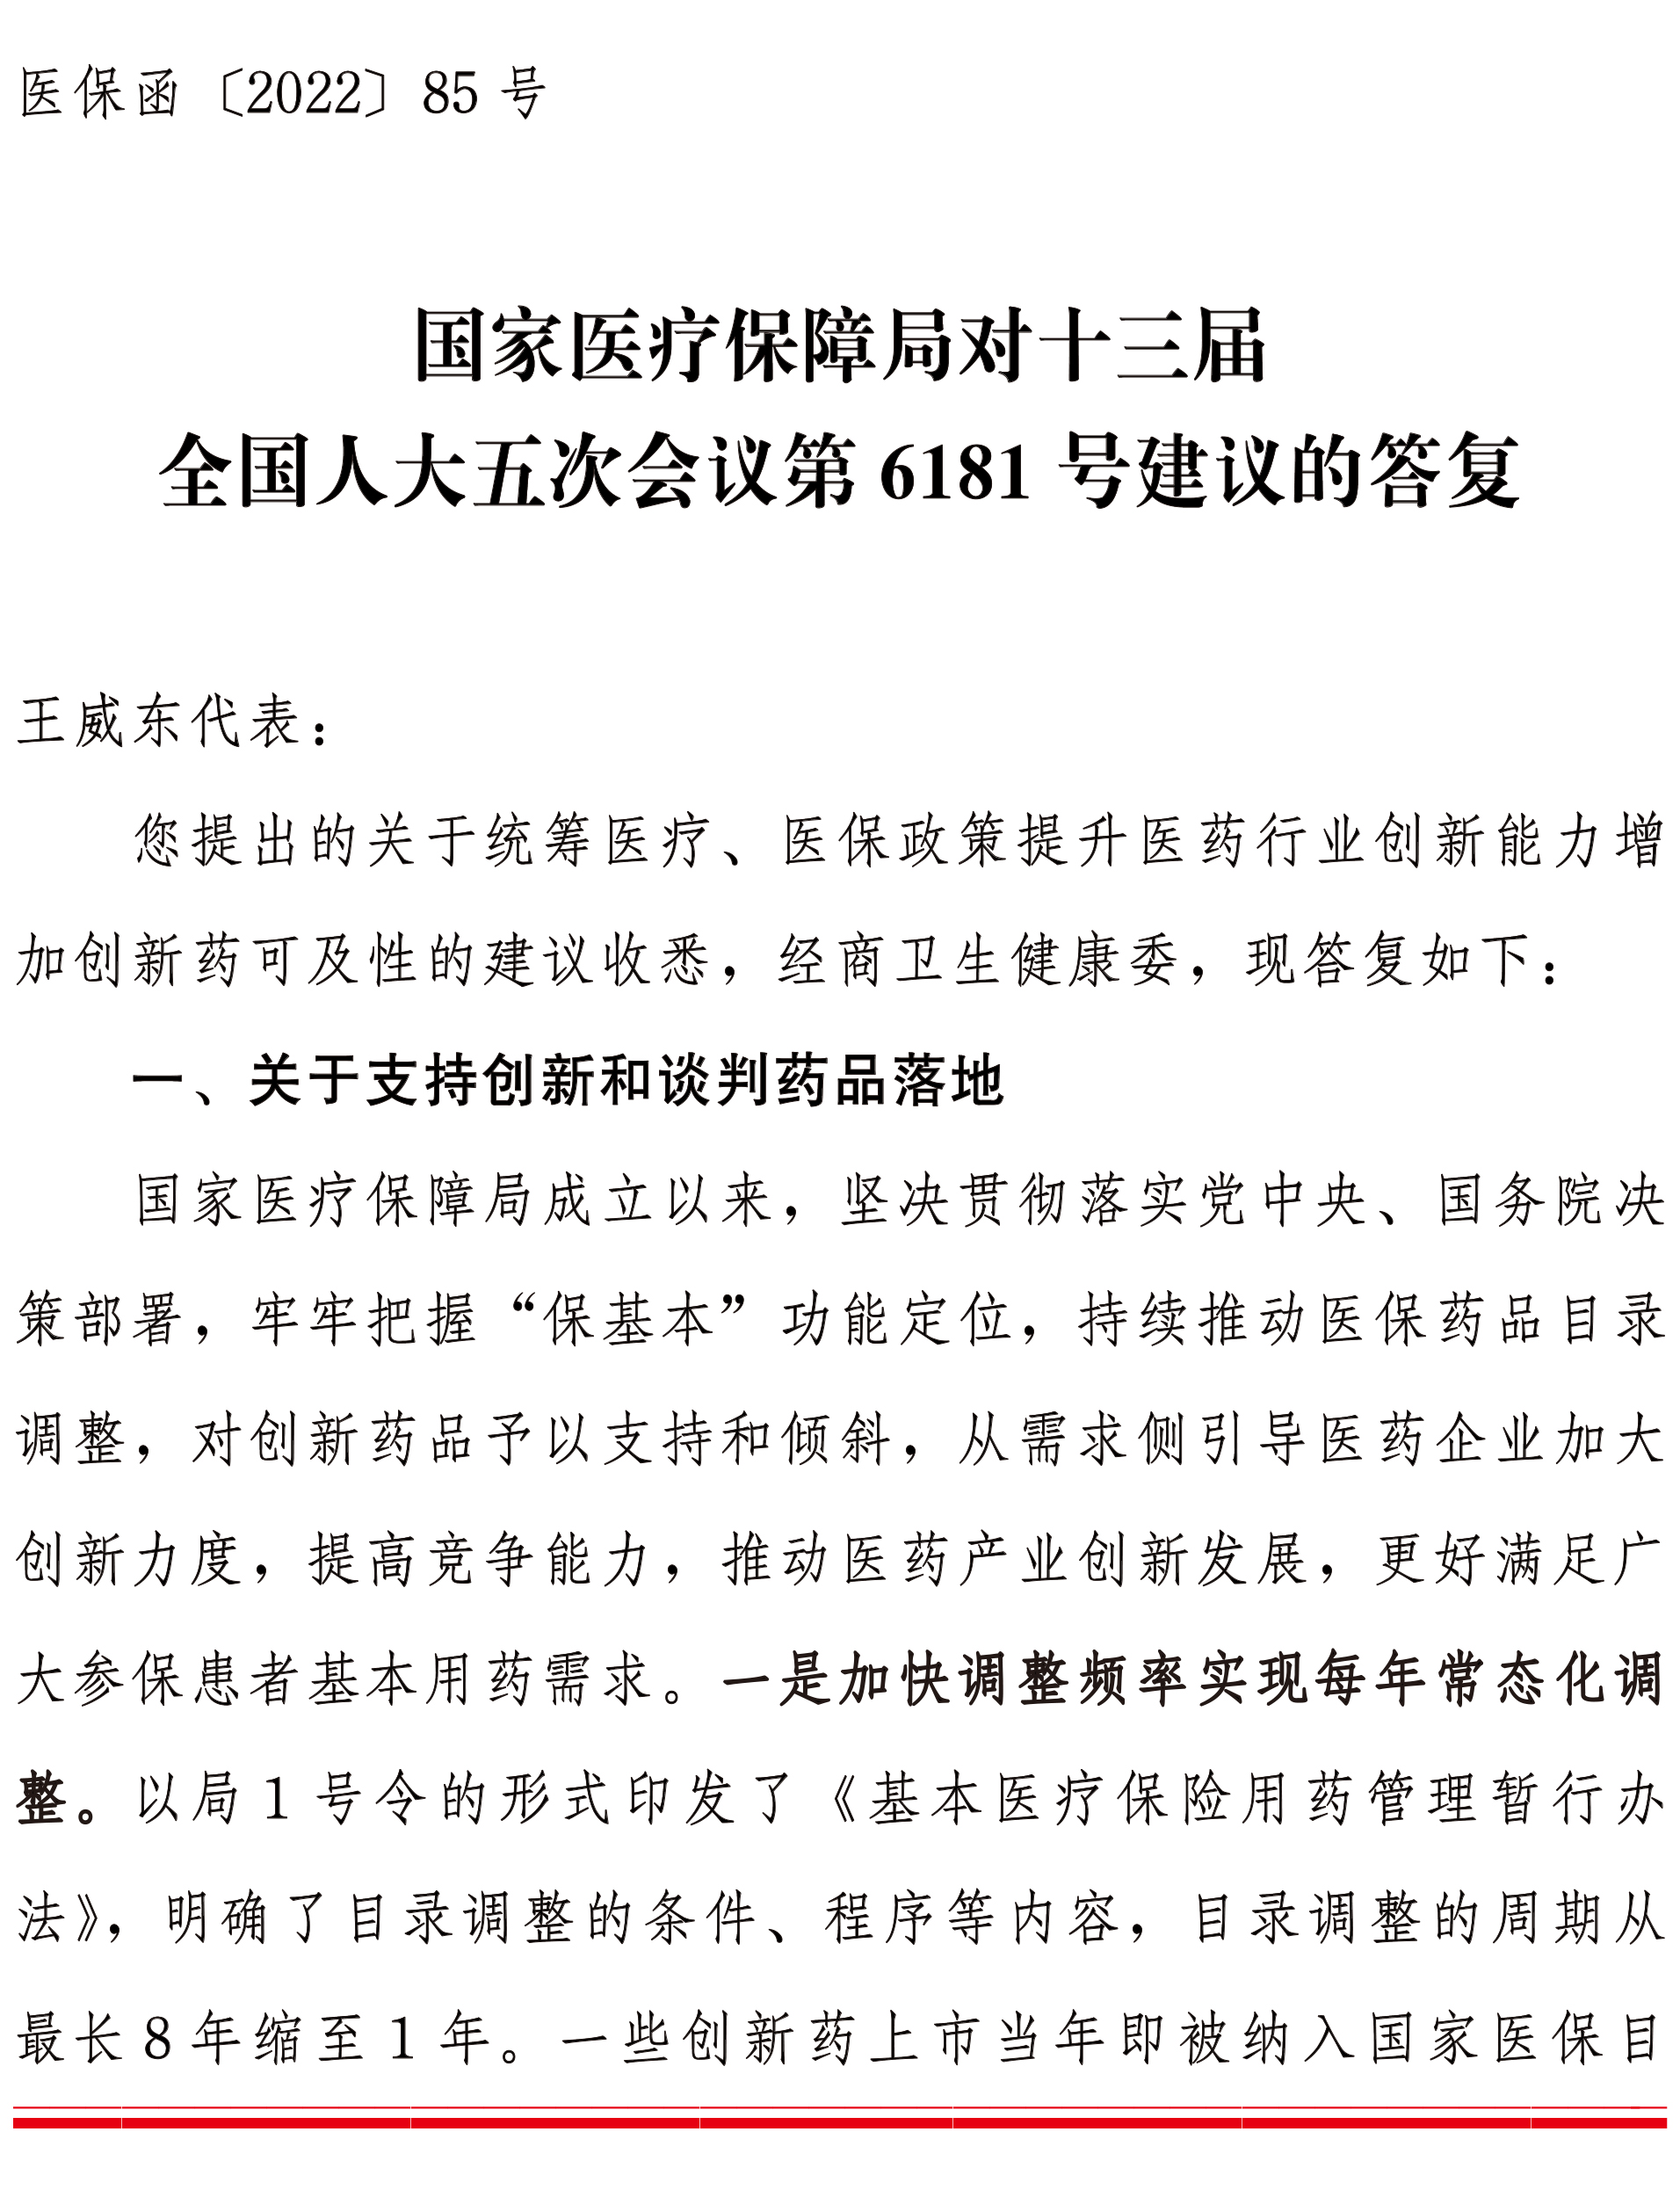 医保函〔2022〕85 号
国家医疗保障局对十三届
全国人大五次会议第 6181 号建议的答复
王威东代表：
您提出的关于统筹医疗、医保政策提升医药行业创新能力增
加创新药可及性的建议收悉，经商卫生健康委，现答复如下：
一、关于支持创新和谈判药品落地
国家医疗保障局成立以来，坚决贯彻落实党中央、国务院决
策部署，牢牢把握“保基本”功能定位，持续推动医保药品目录
调整，对创新药品予以支持和倾斜，从需求侧引导医药企业加大
创新力度，提高竞争能力，推动医药产业创新发展，更好满足广
大参保患者基本用药需求。一是加快调整频率实现每年常态化调
整。以局 1 号令的形式印发了《基本医疗保险用药管理暂行办
法》，明确了目录调整的条件、程序等内容，目录调整的周期从
最长 8 年缩至 1 年。一些创新药上市当年即被纳入国家医保目